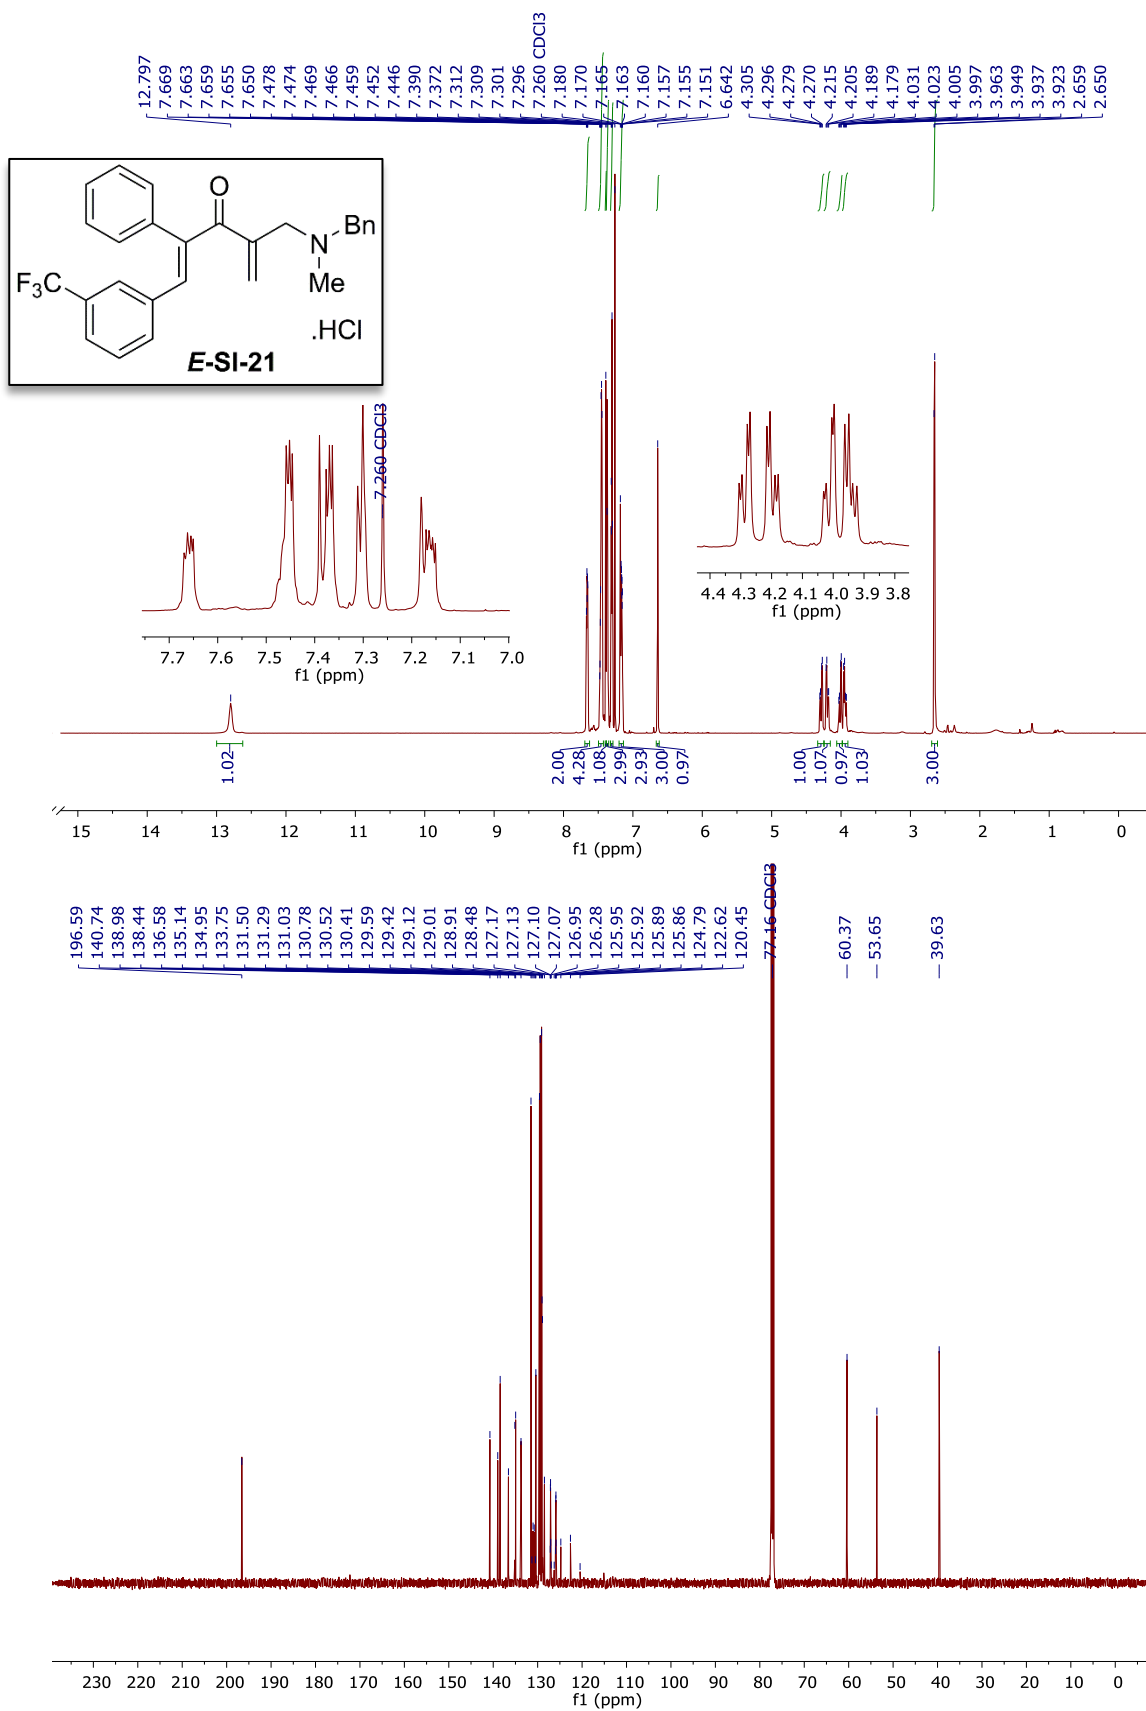 12.797 7.669 7.663 7.659 7.655 7.650 7.478 7.474 7.469 7.466 7.459 7.452 7.446 7.390 7.372 7.312 7.309 7.301 7.296 7.260 CDCl3 7.180 7.170 7.165 7.163 7.160 7.157 7.155 7.151 6.642 4.305 4.296 4.279 4.270 4.215 4.205 4.189 4.179 4.031 4.023 4.005 3.997 3.963 3.949 3.937 3.923 2.659 2.650
O
N
Bn
Me
F3C
.HCl
E-SI-21
7.260 CDCl3
7.7 7.6 7.5 7.4 7.3 7.2 7.1 7.0
f1 (ppm)
4.4 4.3 4.2 4.1 4.0 3.9 3.8
f1 (ppm)
1.02 2.00 4.28 1.08 2.99 2.93 3.00 0.97 1.00 1.07 0.97 1.03 3.00
15 14 13 12 11 10 9 8 7 6 5 4 3 2 1 0
f1 (ppm)
196.59 140.74 138.98 138.44 136.58 135.14 134.95 133.75 131.50 131.29 131.03 130.78 130.52 130.41 129.59 129.42 129.12 129.01 128.91 128.48 127.17 127.13 127.10 127.07 126.95 126.28 125.95 125.92 125.89 125.86 124.79 122.62 120.45 77.16 CDCl3 60.37 53.65 39.63
230 220 210 200 190 180 170 160 150 140 130 120 110 100 90 80 70 60 50 40 30 20 10 0
f1 (ppm)